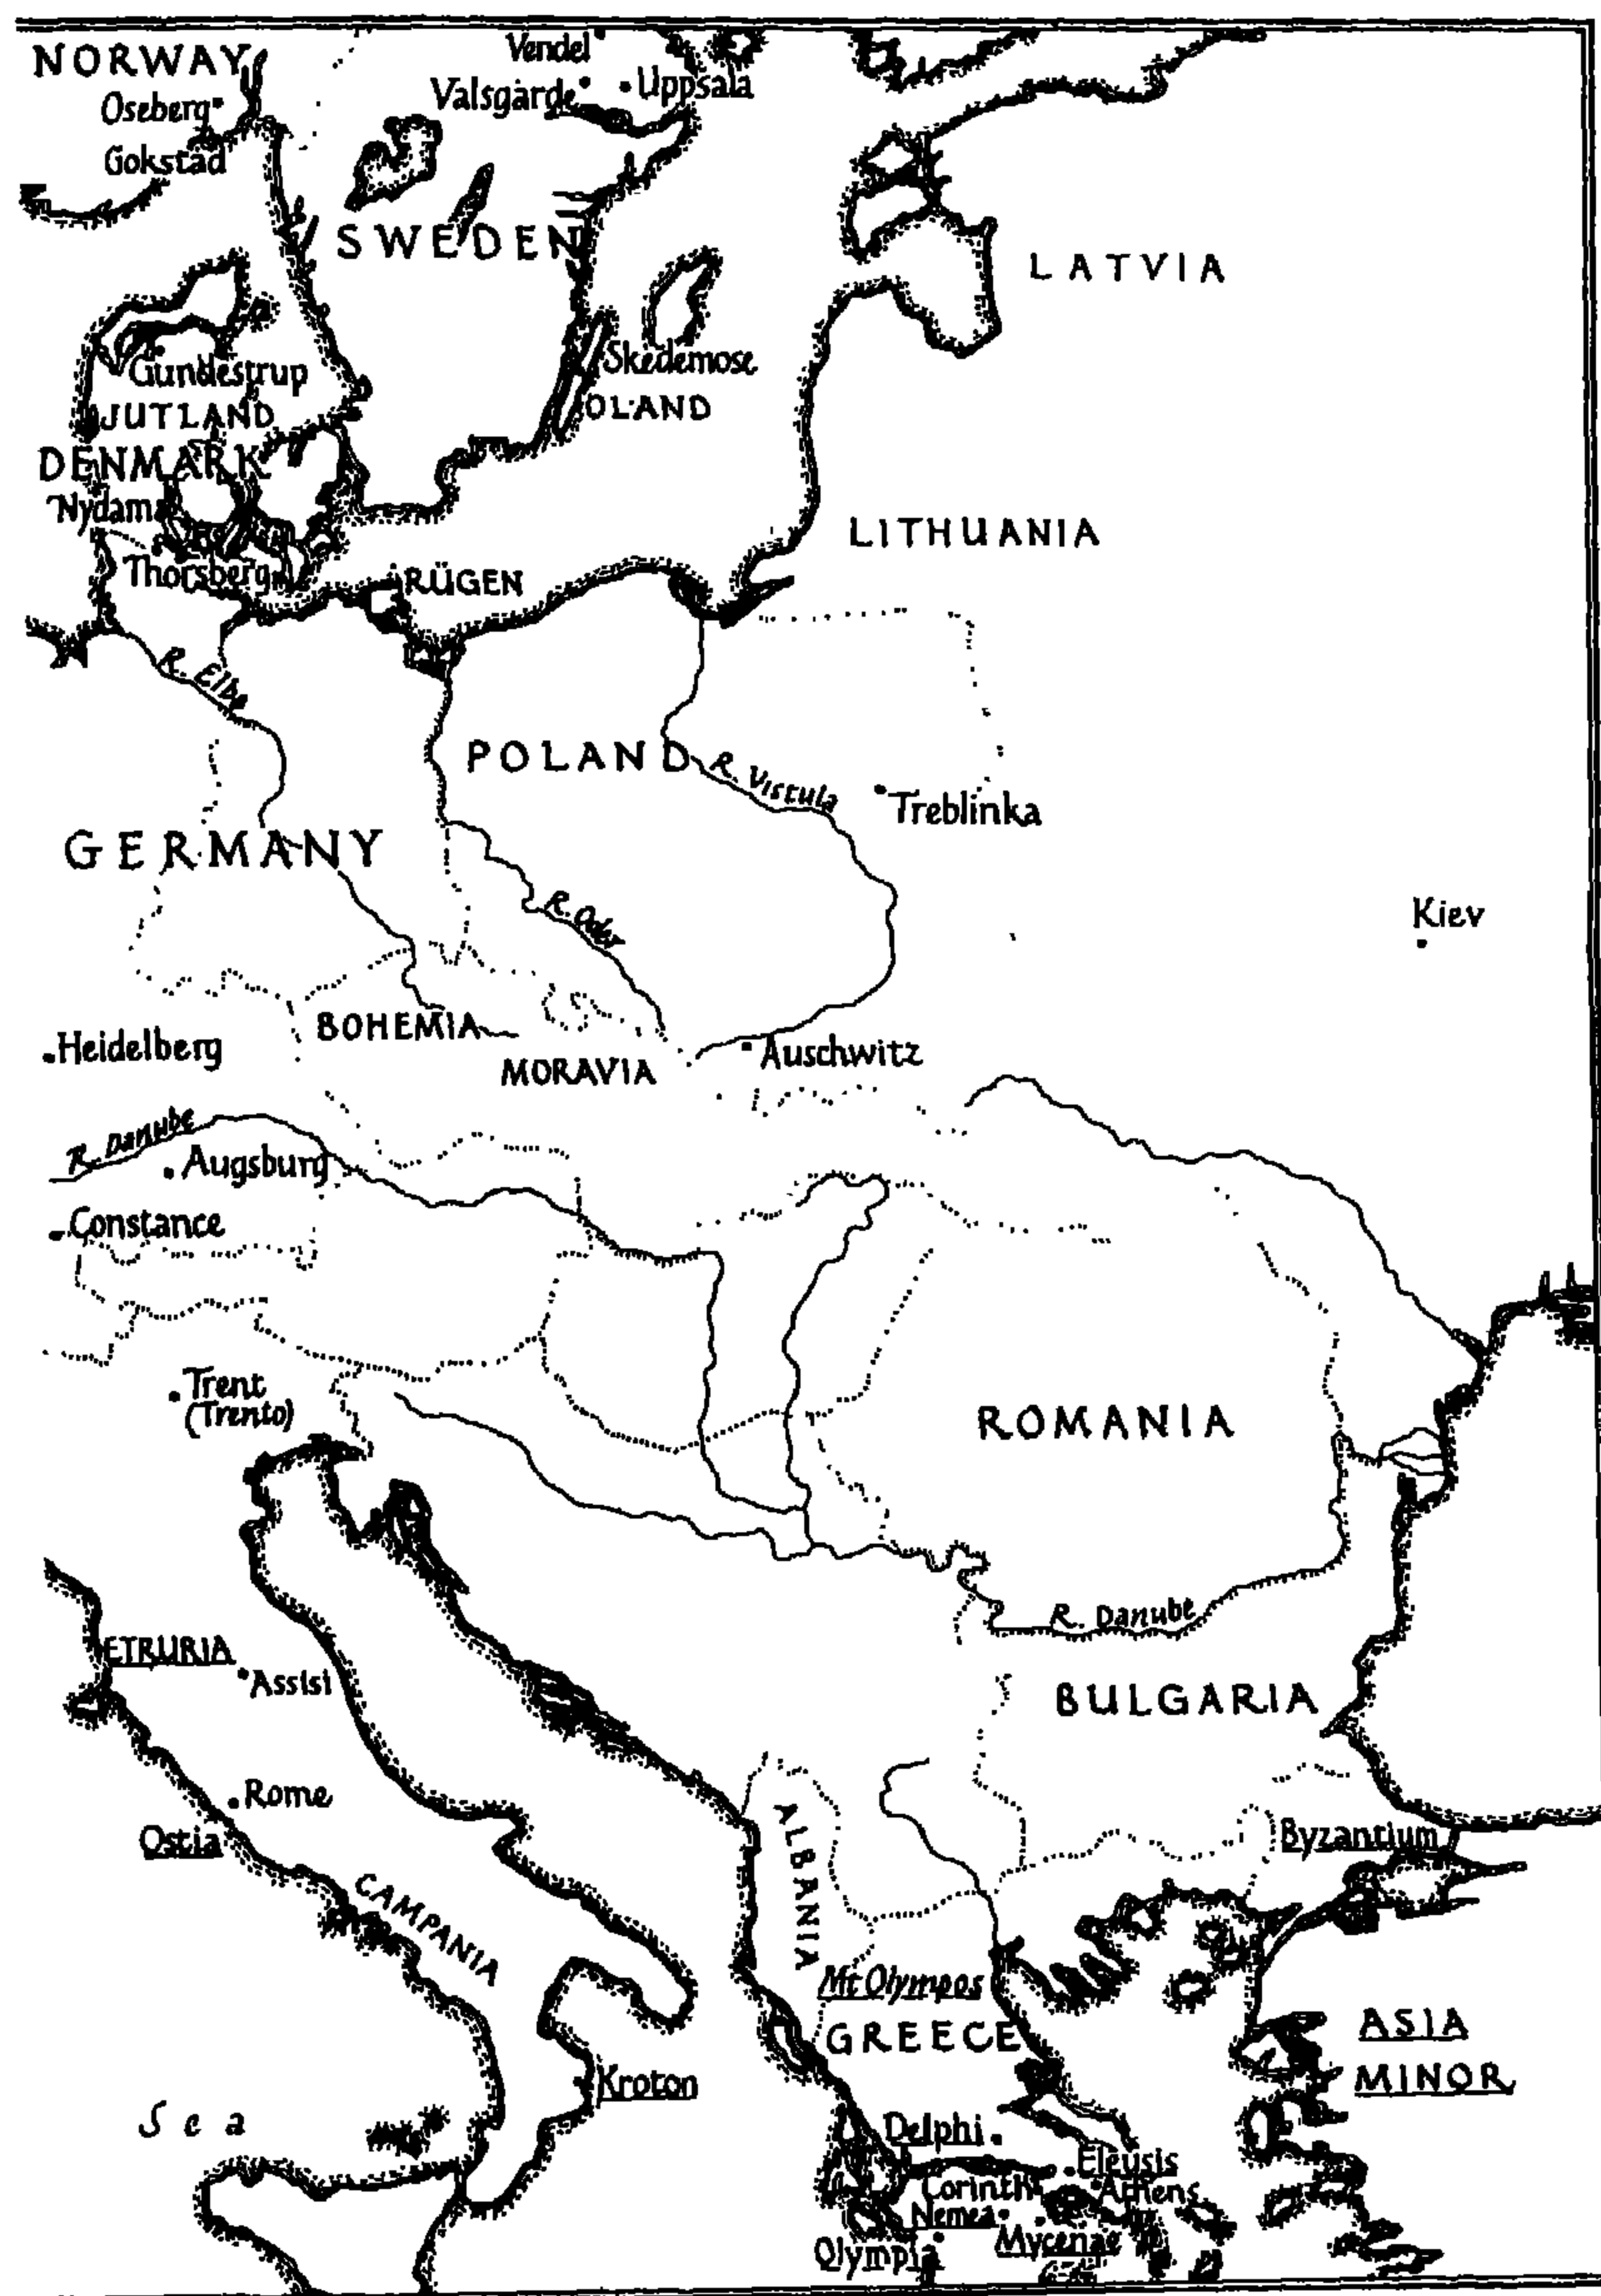 NORWAY
Vendel
Valsgärde
Uppsala
Oseberg
Gokstad
SWEDEN
LATVIA
Gundestrup
Skedemose
JUTLAND
OLAND
DENMARK
Nydam
LITHUANIA
Thorsberg
RÜGEN
R. Elbe
POLAND
R. Vistula
Treblinka
GERMANY
R. Oder
Kiev
BOHEMIA
Heidelberg
MORAVIA
Auschwitz
R. Danube
Augsburg
Constance
Trent
(Trento)
ROMANIA
R. Danube
ETRURIA
Assisi
BULGARIA
Rome
Ostia
ALBANIA
Byzantium
CAMPANIA
Mt Olympos
GREECE
ASIA
MINOR
Kroton
Sea
Delphi
Eleusis
Corinth
Athens
Nemea
Mycenae
Olympia